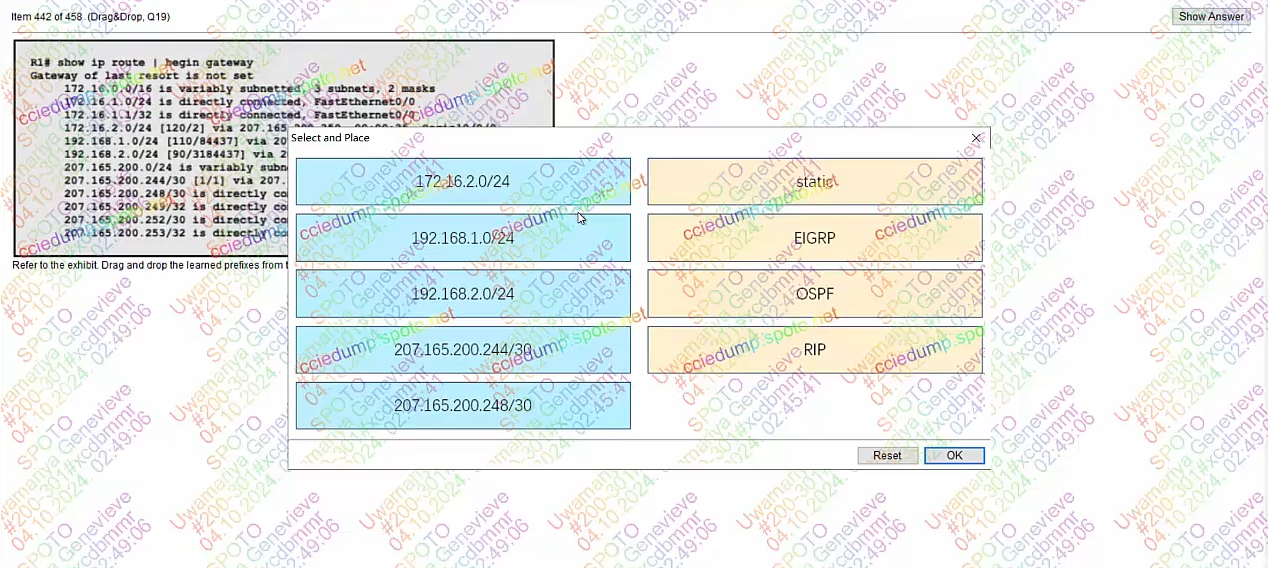 Item 442 of 458 (Drag&Drop, Q19)
Show Answer
R1# show ip route | begin gateway
Gateway of last resort is not set
172.16.0.0/16 is variably subnetted, 3 subnets, 2 masks
172.16.1.0/24 is directly connected, FastEthernet0/0
172.16.1.1/32 is directly connected, FastEthernet0/0
172.16.2.0/24 [120/2] via 207.165
192.168.1.0/24 [110/84437] via 20
192.168.2.0/24 [90/3184437] via 2
207.165.200.0/24 is variably subn
207.165.200.244/30 [1/1] via 207.
207.165.200.248/30 is directly co
207.165.200.249/32 is directly co
207.165.200.252/30 is directly co
207.165.200.253/32 is directly co
Refer to the exhibit. Drag and drop the learned prefixes from
Select and Place
172.16.2.0/24
static
192.168.1.0/24
EIGRP
192.168.2.0/24
OSPF
207.165.200.244/30
RIP
207.165.200.248/30
Reset
OK
cciedump.spoto.net
SPOTO Genevieve
Uwamariya
#200-301#xcdbmmr
04.10.2024.
02:49:06
02:45:41